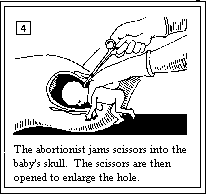 4
The abortionist jams scissors into the
baby's skull. The scissors are then
opened to enlarge the hole.